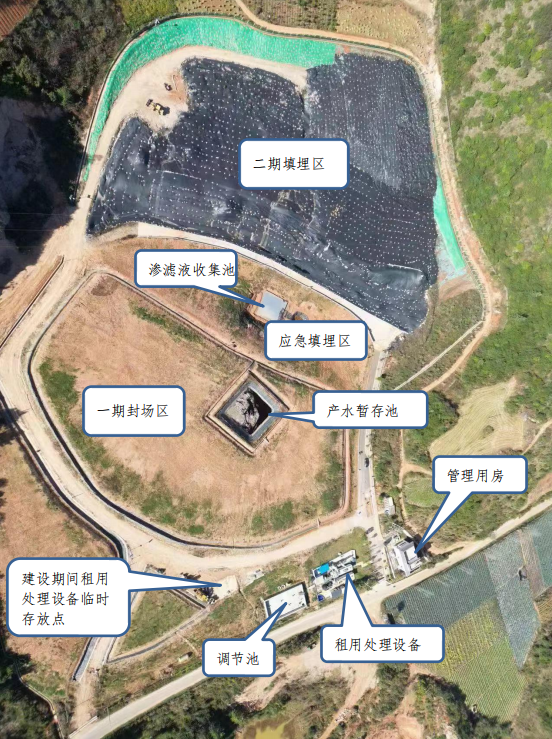 二期填埋区
渗滤液收集池
应急填埋区
一期封场区
产水暂存池
管理用房
建设期间租用
处理设备临时
存放点
调节池
租用处理设备